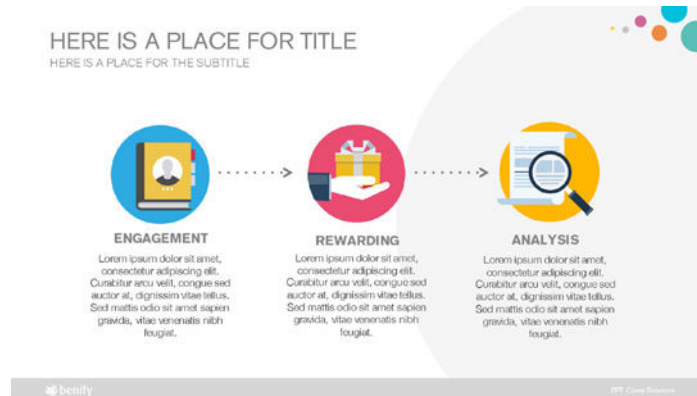 HERE IS A PLACE FOR TITLE
HERE IS A PLACE FOR THE SUBTITLE
ENGAGEMENT
Lorem ipsum dolor sit amet,
consectetur adipiscing elit.
Curabitur arcu velit, congue sed
auctor at, dignissim vitae tellus.
Sed mattis odio sit amet sapien
gravida, vitae venenatis nibh
feugiat.
REWARDING
Lorem ipsum dolor sit amet,
consectetur adipiscing elit.
Curabitur arcu velit, congue sed
auctor at, dignissim vitae tellus.
Sed mattis odio sit amet sapien
gravida, vitae venenatis nibh
feugiat.
ANALYSIS
Lorem ipsum dolor sit amet,
consectetur adipiscing elit.
Curabitur arcu velit, congue sed
auctor at, dignissim vitae tellus.
Sed mattis odio sit amet sapien
gravida, vitae venenatis nibh
feugiat.
benify
PPT